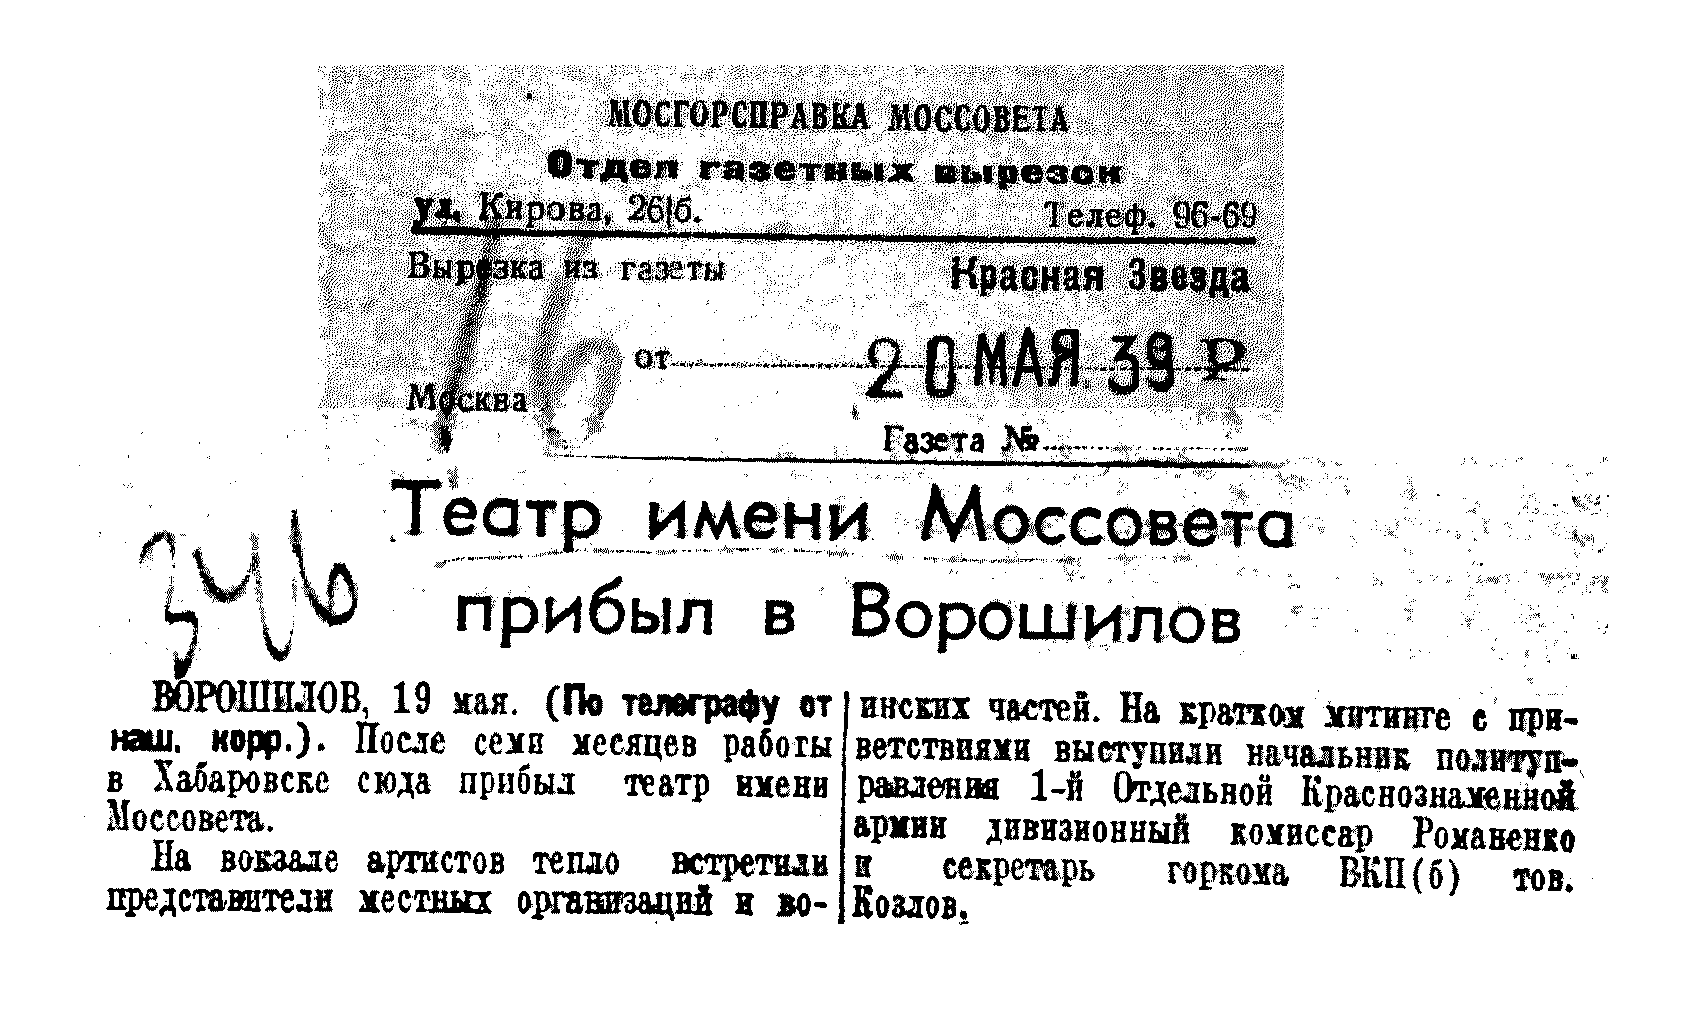 МОСГОРСПРАВКА МОССОВЕТА
Отдел газетных вырезок
ул. Кирова, 26/б.
Телеф. 96-69
Вырезка из газеты
Красная Звезда
от
20 МАЯ 39
Москва
Газета №
346
Театр имени Моссовета
прибыл в Ворошилов
ВОРОШИЛОВ, 19 мая. (По телеграфу от
наш. корр.). После семи месяцев работы
в Хабаровске сюда прибыл театр имени
Моссовета.
На вокзале артистов тепло встретили
представители местных организаций и во-
инских частей. На кратком митинге с при-
ветствиями выступили начальник политуп-
равления 1-й Отдельной Краснознаменной
армии дивизионный комиссар Романенко
и секретарь горкома ВКП(б) тов.
Козлов.